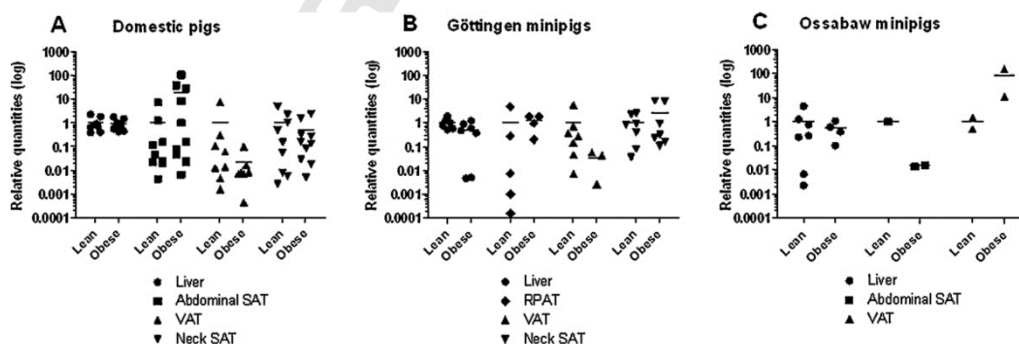 A Domestic pigs
Relative quantities (log)
1000
100
10
1
0.1
0.01
0.001
0.0001
Lean Obese Lean Obese Lean Obese Lean Obese
Liver
Abdominal SAT
VAT
Neck SAT
B Göttingen minipigs
Relative quantities (log)
1000
100
10
1
0.1
0.01
0.001
0.0001
Lean Obese Lean Obese Lean Obese Lean Obese
Liver
RPAT
VAT
Neck SAT
C Ossabaw minipigs
Relative quantities (log)
1000
100
10
1
0.1
0.01
0.001
0.0001
Lean Obese Lean Obese Lean Obese
Liver
Abdominal SAT
VAT